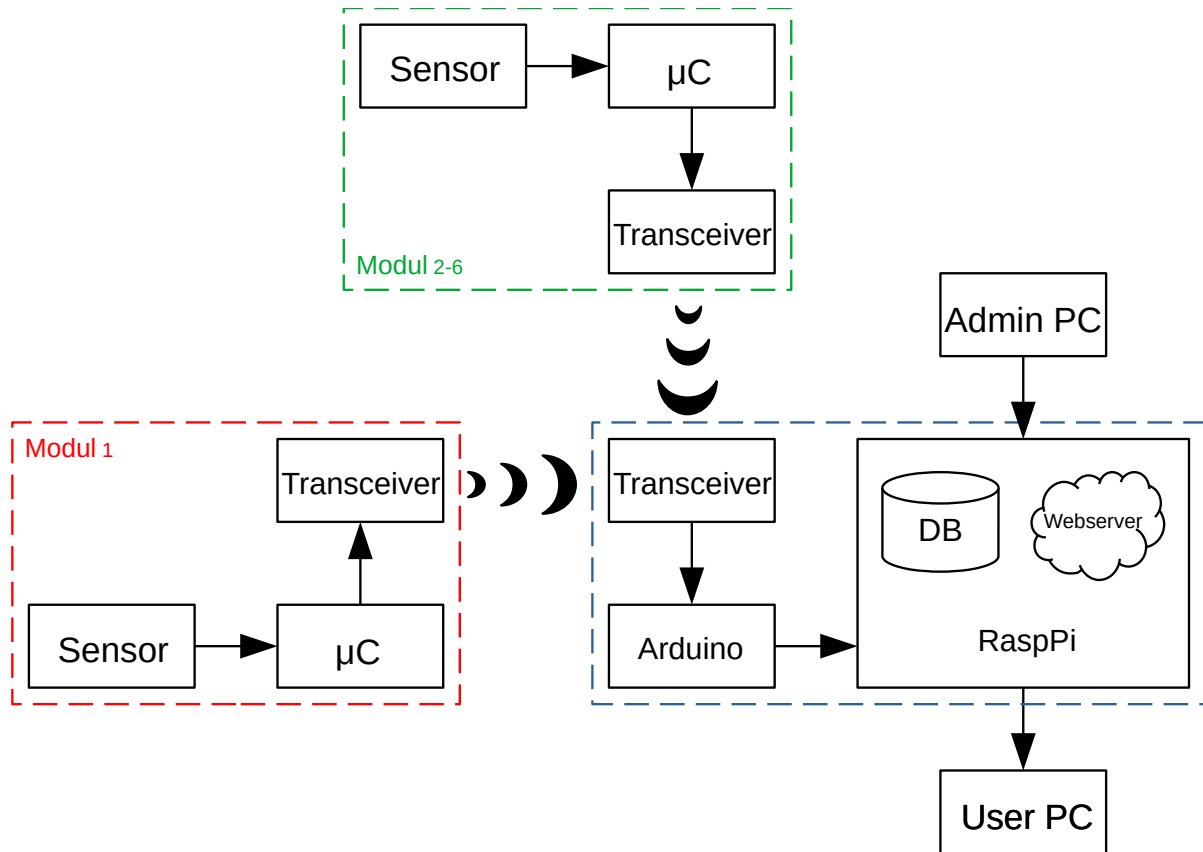 Sensor
µC
Transceiver
Modul 2-6
Admin PC
Modul 1
Transceiver
Transceiver
DB
Webserver
Sensor
µC
Arduino
RaspPi
User PC